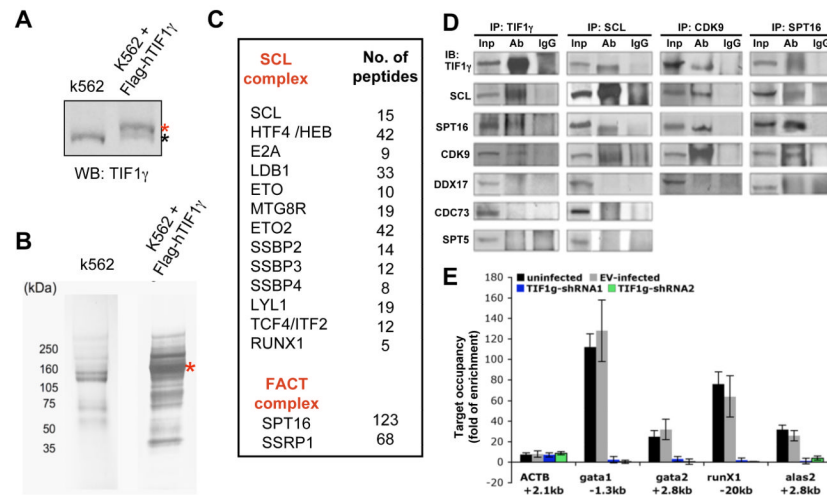 A
k562
K562 +
Flag-hTIF1γ
*
*
WB: TIF1γ
B
k562
K562 +
Flag-hTIF1γ
(kDa)
250
160
105
75
50
35
*
C
SCL complex No. of peptides
SCL 15
HTF4 /HEB 42
E2A 9
LDB1 33
ETO 10
MTG8R 19
ETO2 42
SSBP2 14
SSBP3 12
SSBP4 8
LYL1 19
TCF4/ITF2 12
RUNX1 5
FACT
complex
SPT16 123
SSRP1 68
D
IP: TIF1γ IP: SCL IP: CDK9 IP: SPT16
Inp Ab IgG Inp Ab IgG Inp Ab IgG Inp Ab IgG
IB:
TIF1γ
SCL
SPT16
CDK9
DDX17
CDC73
SPT5
E
uninfected EV-infected
TIF1g-shRNA1 TIF1g-shRNA2
Target occupancy
(fold of enrichment)
180
160
140
120
100
80
60
40
20
0
-20
ACTB gata1 gata2 runX1 alas2
+2.1kb -1.3kb +2.8kb -20kb +2.8kb